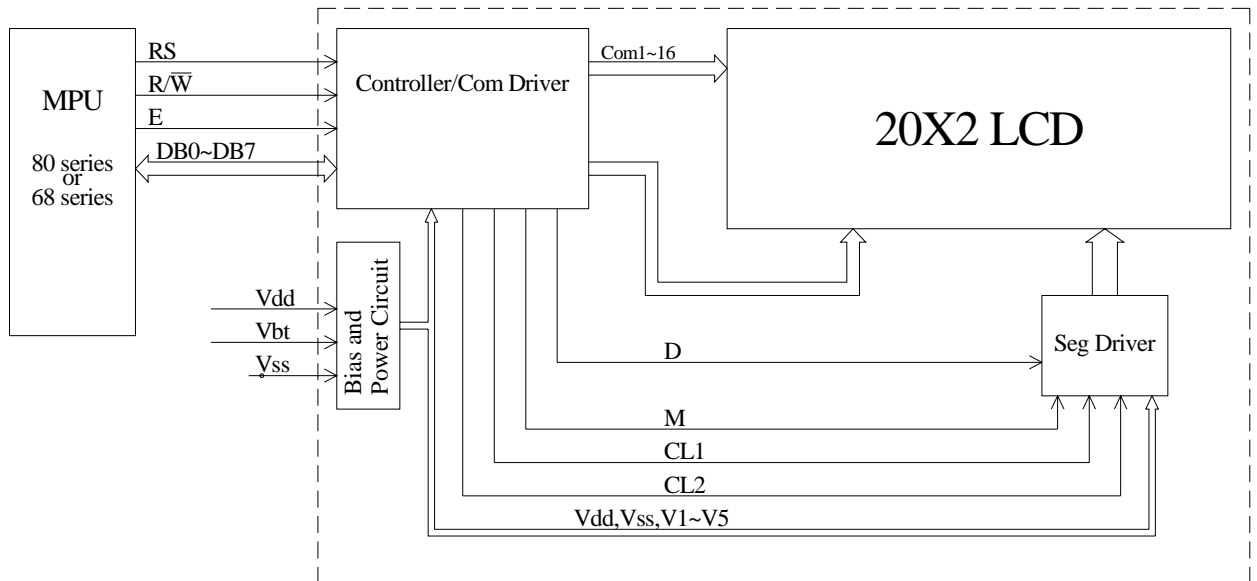 MPU
80 series
or
68 series
RS
R/W̅
E
DB0~DB7
Controller/Com Driver
Com1~16
20X2 LCD
Vdd
Vbt
Vss
Bias and
Power Circuit
Seg Driver
D
M
CL1
CL2
Vdd,Vss,V1~V5